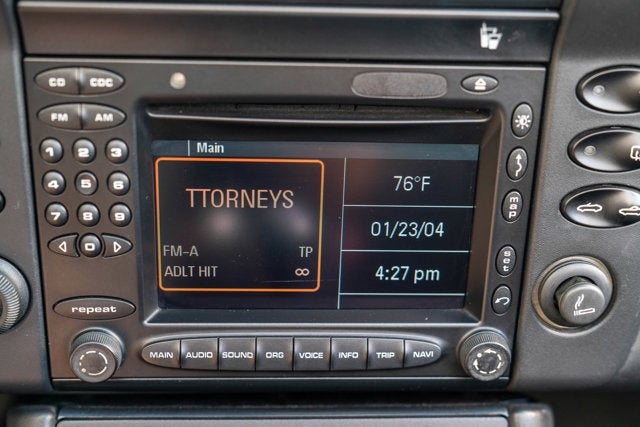 CD CDC
FM AM
1 2 3
4 5 6
7 8 9
0
repeat
Main
TTORNEYS
FM-A TP
ADLT HIT ∞
76°F
01/23/04
4:27 pm
map
set
MAIN AUDIO SOUND ORG VOICE INFO TRIP NAVI